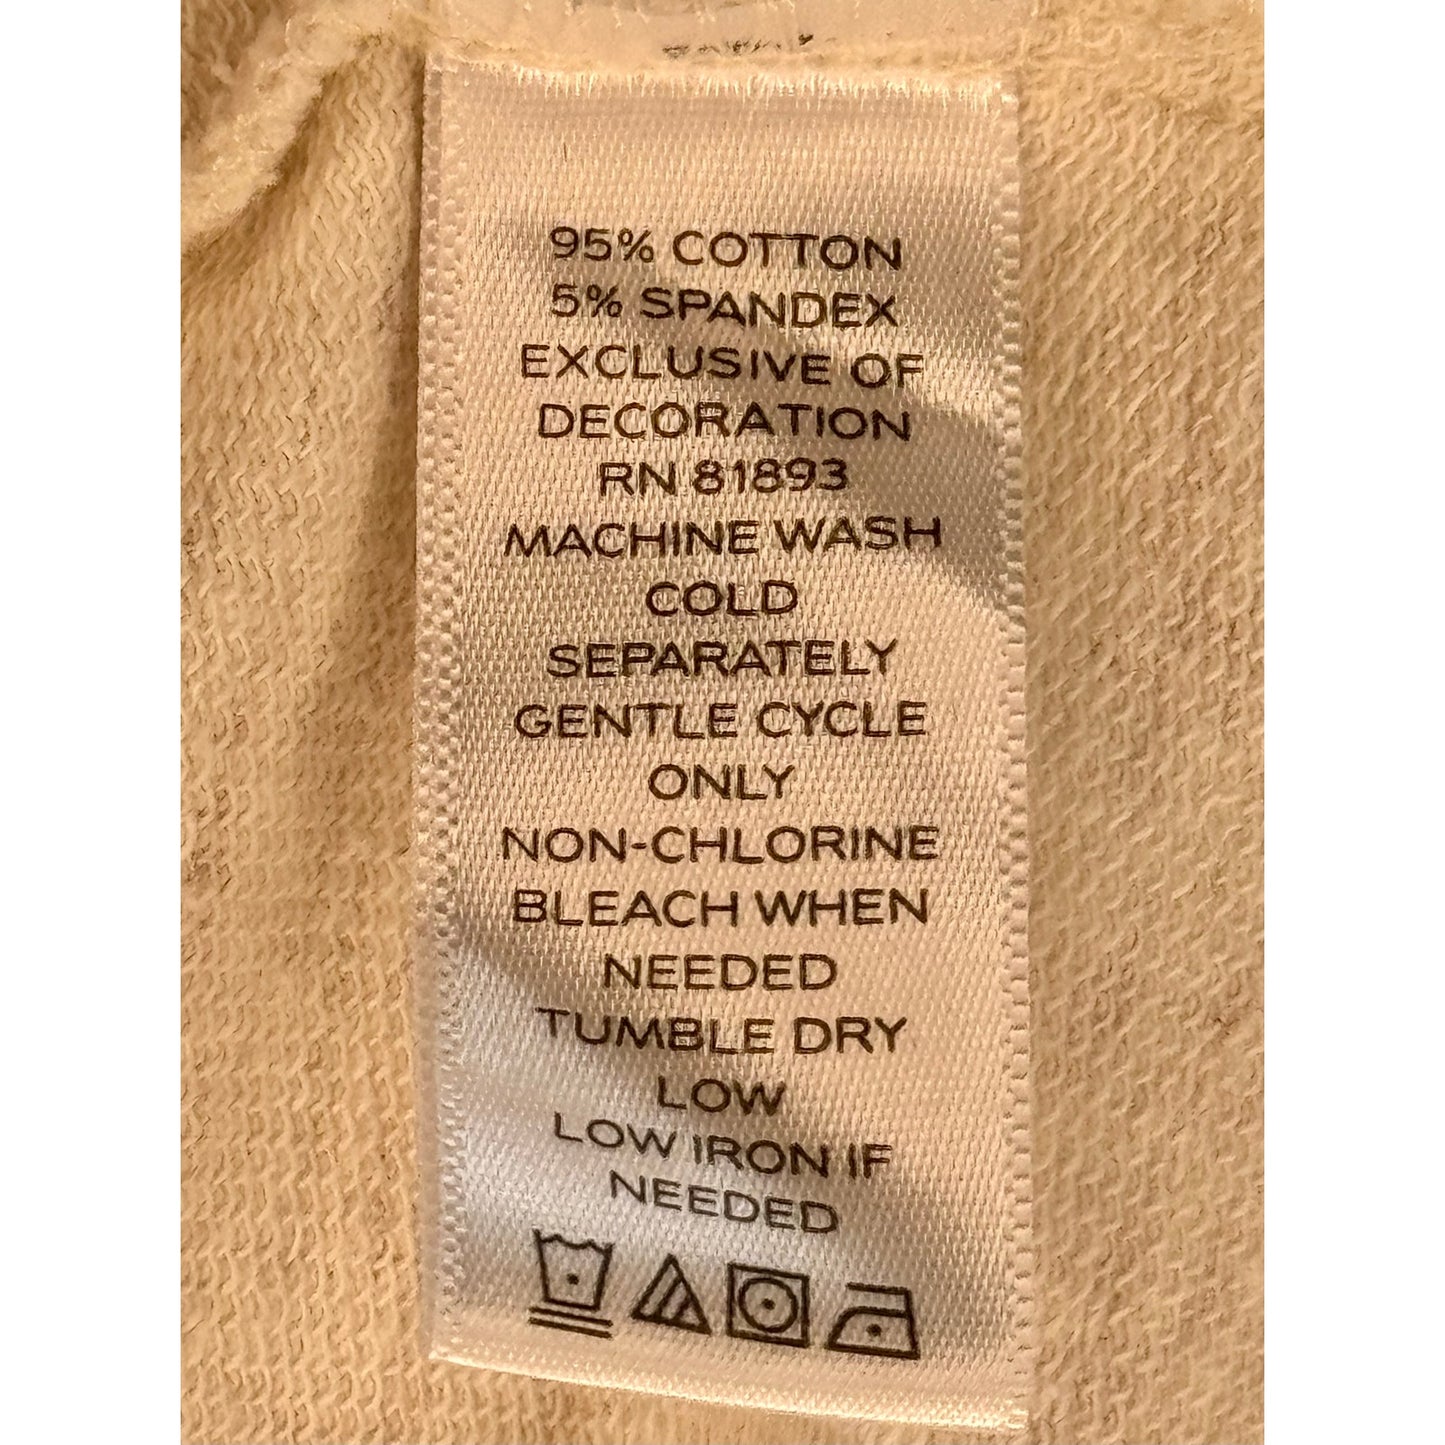 95% COTTON
5% SPANDEX
EXCLUSIVE OF
DECORATION
RN 81893
MACHINE WASH
COLD
SEPARATELY
GENTLE CYCLE
ONLY
NON-CHLORINE
BLEACH WHEN
NEEDED
TUMBLE DRY
LOW
LOW IRON IF
NEEDED